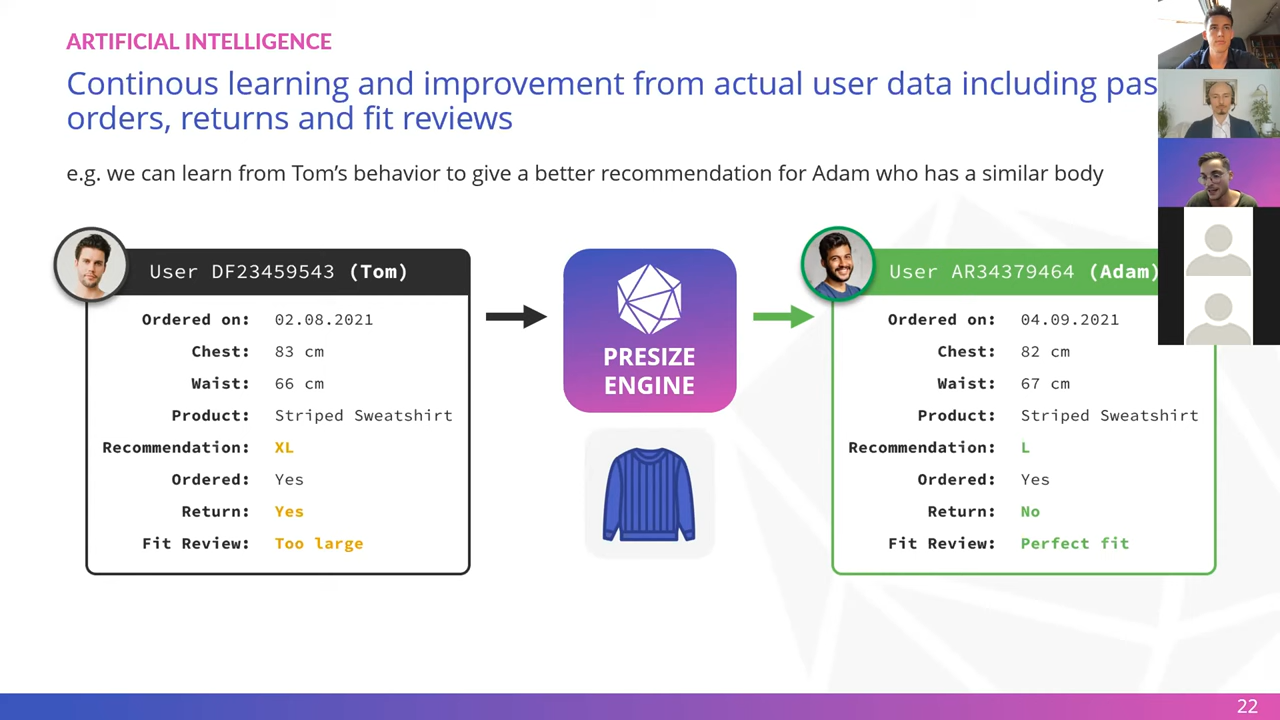 ARTIFICIAL INTELLIGENCE
Continous learning and improvement from actual user data including pas
orders, returns and fit reviews
e.g. we can learn from Tom's behavior to give a better recommendation for Adam who has a similar body
User DF23459543 (Tom)
Ordered on: 02.08.2021
Chest: 83 cm
Waist: 66 cm
Product: Striped Sweatshirt
Recommendation: XL
Ordered: Yes
Return: Yes
Fit Review: Too large
PRESIZE
ENGINE
User AR34379464 (Adam)
Ordered on: 04.09.2021
Chest: 82 cm
Waist: 67 cm
Product: Striped Sweatshirt
Recommendation: L
Ordered: Yes
Return: No
Fit Review: Perfect fit
22